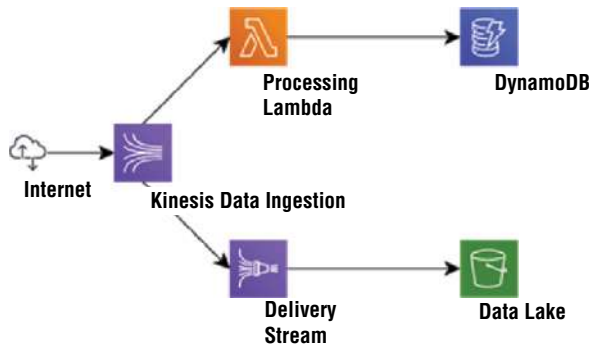 Processing
Lambda
DynamoDB
Internet
Kinesis Data Ingestion
Delivery
Stream
Data Lake